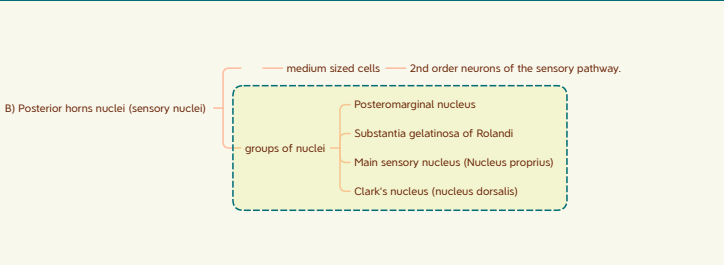 medium sized cells
2nd order neurons of the sensory pathway.
B) Posterior horns nuclei (sensory nuclei)
groups of nuclei
Posteromarginal nucleus
Substantia gelatinosa of Rolandi
Main sensory nucleus (Nucleus proprius)
Clark's nucleus (nucleus dorsalis)